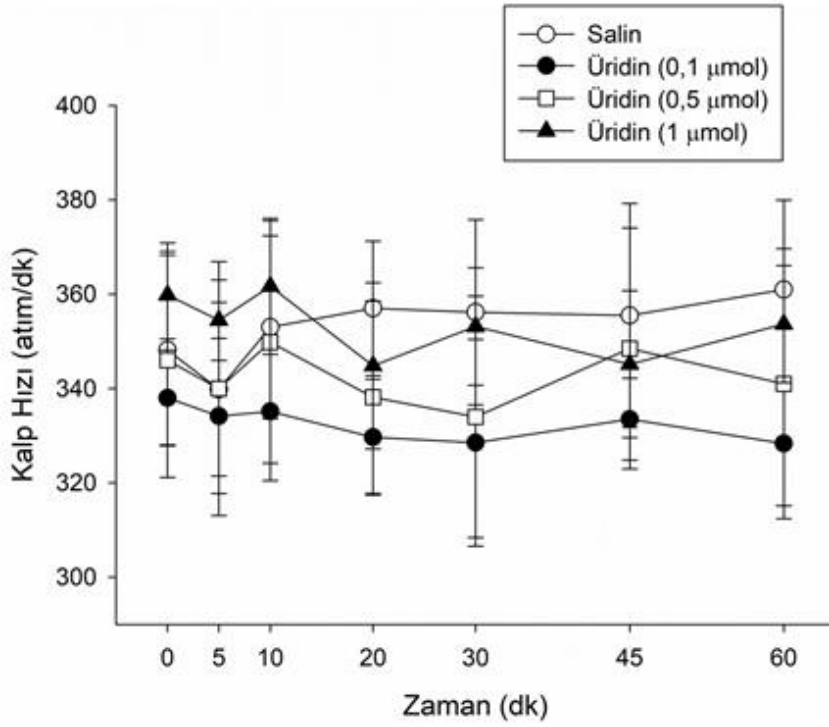 Salin
Üridin (0,1 μmol)
Üridin (0,5 μmol)
Üridin (1 μmol)
400
380
360
340
320
300
Kalp Hızı (atım/dk)
0 5 10 20 30 45 60
Zaman (dk)